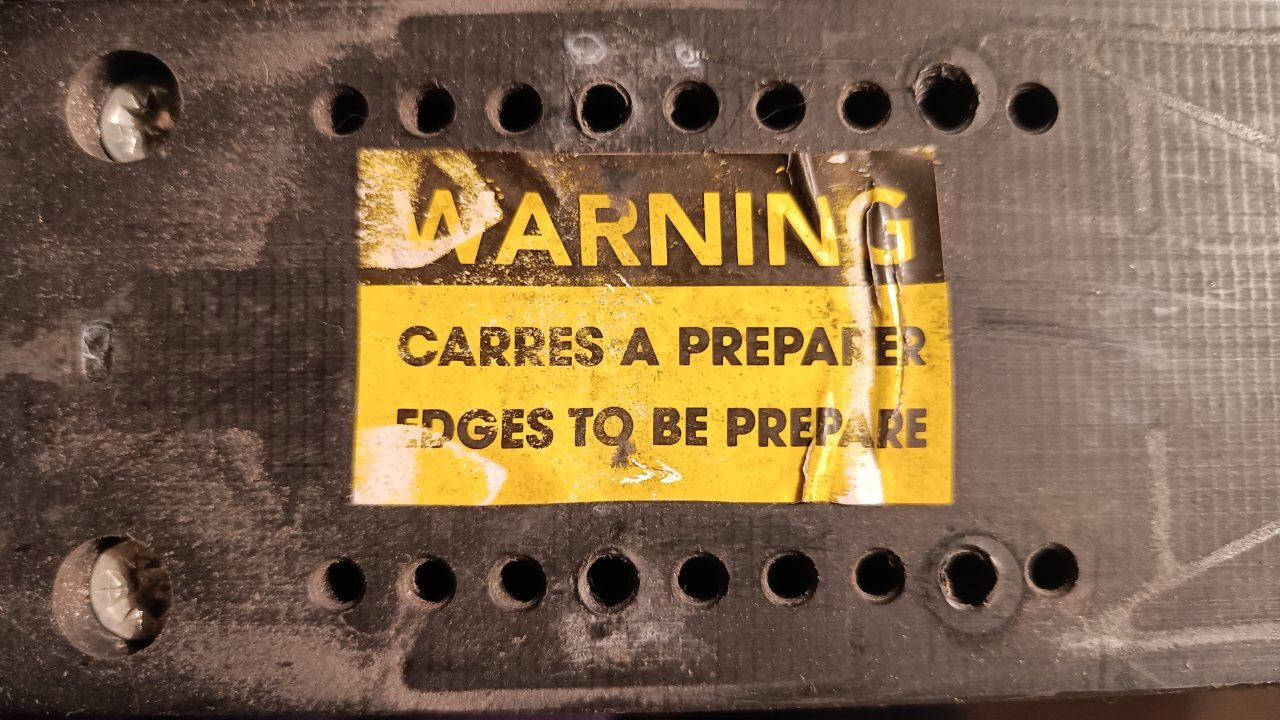 WARNING
CARRES A PREPARER
EDGES TO BE PREPARE